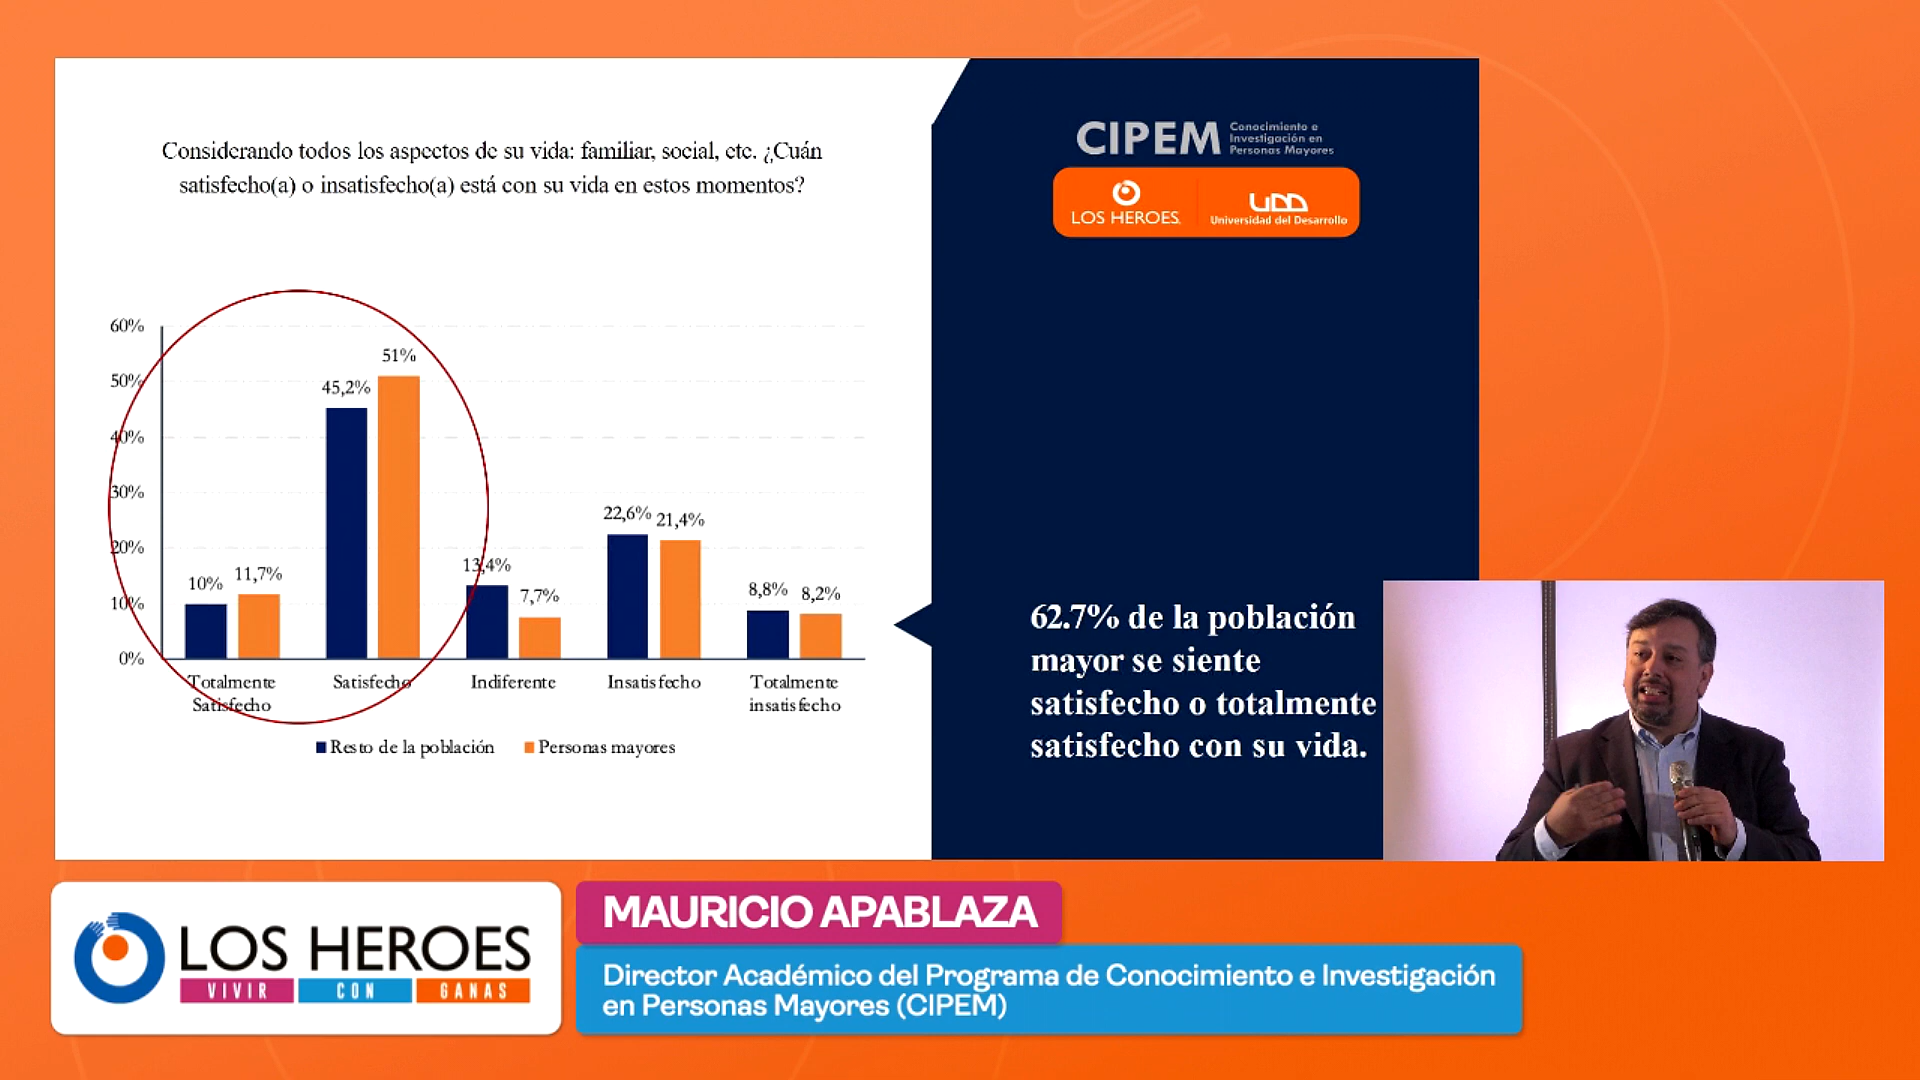 Considerando todos los aspectos de su vida: familiar, social, etc. ¿Cuán
satisfecho(a) o insatisfecho(a) está con su vida en estos momentos?
60%
50%
40%
30%
20%
10%
0%
10%
11,7%
45,2%
51%
13,4%
7,7%
22,6%
21,4%
8,8%
8,2%
Totalmente
Satisfecho
Satisfecho
Indiferente
Insatisfecho
Totalmente
insatisfecho
Resto de la población
Personas mayores
CIPEM
Conocimiento e
Investigación en
Personas Mayores
LOS HEROES
UDD
Universidad del Desarrollo
62.7% de la población
mayor se siente
satisfecho o totalmente
satisfecho con su vida.
LOS HEROES
VIVIR CON GANAS
MAURICIO APABLAZA
Director Académico del Programa de Conocimiento e Investigación
en Personas Mayores (CIPEM)